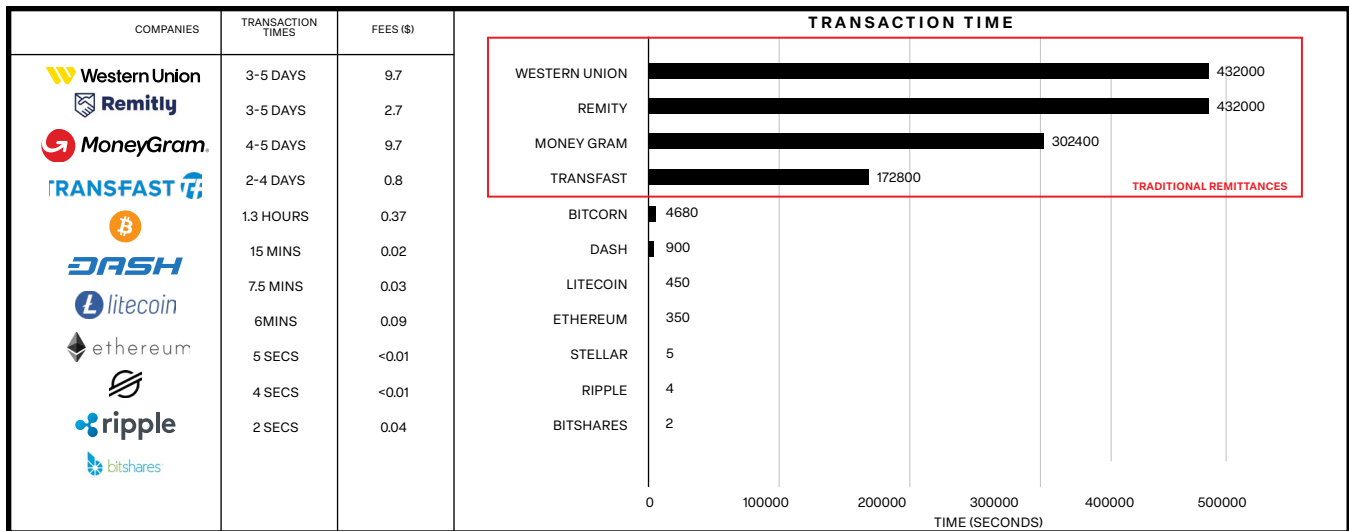 COMPANIES
TRANSACTION
TIMES
FEES ($)
Western Union
3-5 DAYS
9.7
Remitly
3-5 DAYS
2.7
MoneyGram
4-5 DAYS
9.7
TRANSFAST
2-4 DAYS
0.8
1.3 HOURS
0.37
DASH
15 MINS
0.02
litecoin
7.5 MINS
0.03
6MINS
0.09
ethereum
5 SECS
<0.01
4 SECS
<0.01
ripple
2 SECS
0.04
bitshares
TRANSACTION TIME
WESTERN UNION
432000
REMITY
432000
MONEY GRAM
302400
TRANSFAST
172800
TRADITIONAL REMITTANCES
BITCORN
4680
DASH
900
LITECOIN
450
ETHEREUM
350
STELLAR
5
RIPPLE
4
BITSHARES
2
0 100000 200000 300000 400000 500000
TIME (SECONDS)